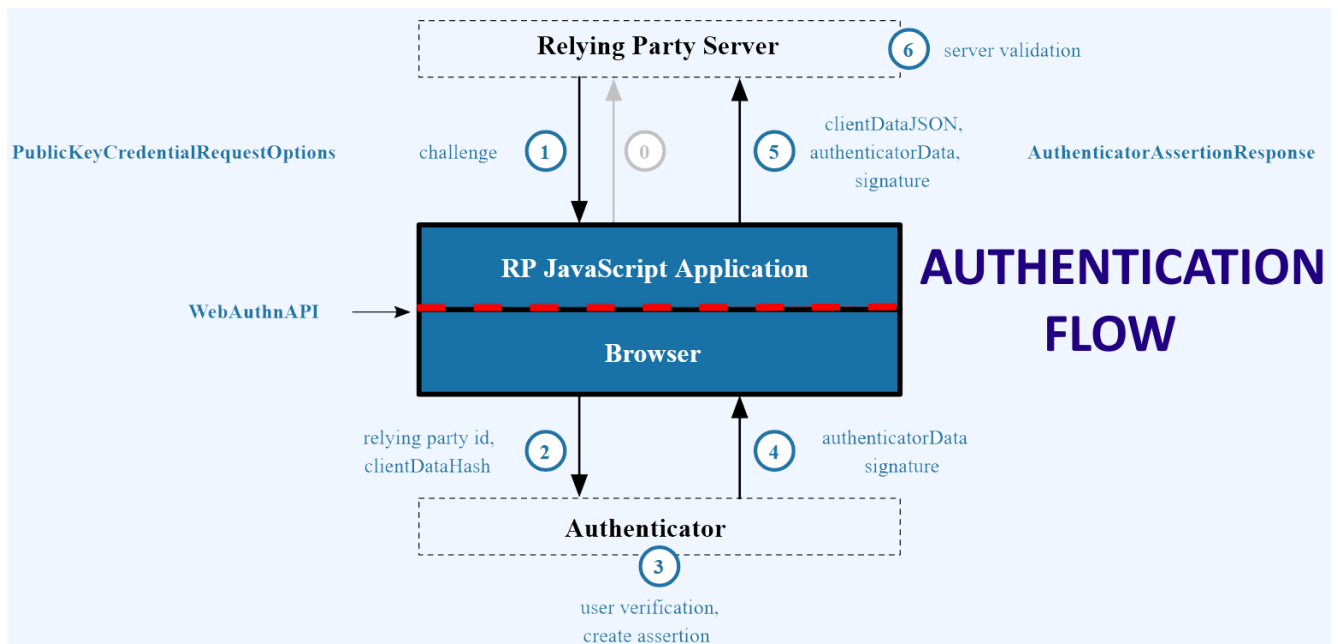 Relying Party Server
6 server validation
PublicKeyCredentialRequestOptions
challenge
1
0
5
clientDataJSON,
authenticatorData,
signature
AuthenticatorAssertionResponse
RP JavaScript Application
WebAuthnAPI
Browser
AUTHENTICATION
FLOW
relying party id,
clientDataHash
2
4
authenticatorData
signature
Authenticator
3
user verification,
create assertion